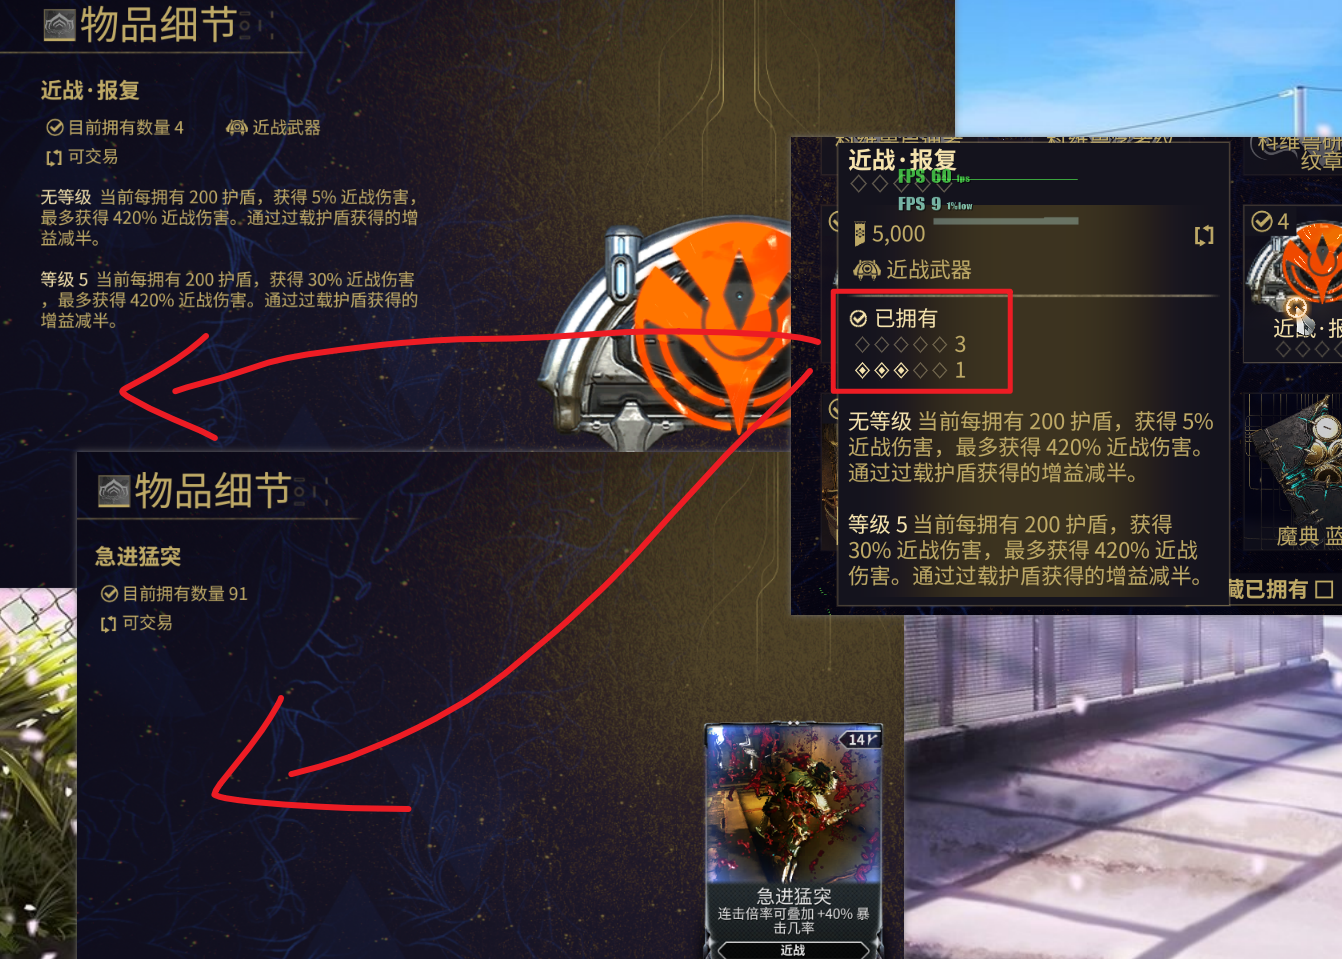 物品细节
近战·报复
目前拥有数量 4
近战武器
可交易
无等级 当前每拥有 200 护盾，获得 5% 近战伤害，
最多获得 420% 近战伤害。通过过载护盾获得的增
益减半。
等级 5 当前每拥有 200 护盾，获得 30% 近战伤害
，最多获得 420% 近战伤害。通过过载护盾获得的
增益减半。
近战·报复
FPS 60 fps
FPS 9 1%low
5,000
近战武器
已拥有
3
1
无等级 当前每拥有 200 护盾，获得 5%
近战伤害，最多获得 420% 近战伤害。
通过过载护盾获得的增益减半。
等级 5 当前每拥有 200 护盾，获得
30% 近战伤害，最多获得 420% 近战
伤害。通过过载护盾获得的增益减半。
科维兽研
纹章
4
近战·报
魔典 蓝
藏已拥有
物品细节
急进猛突
目前拥有数量 91
可交易
14
急进猛突
连击倍率可叠加 +40% 暴
击几率
近战